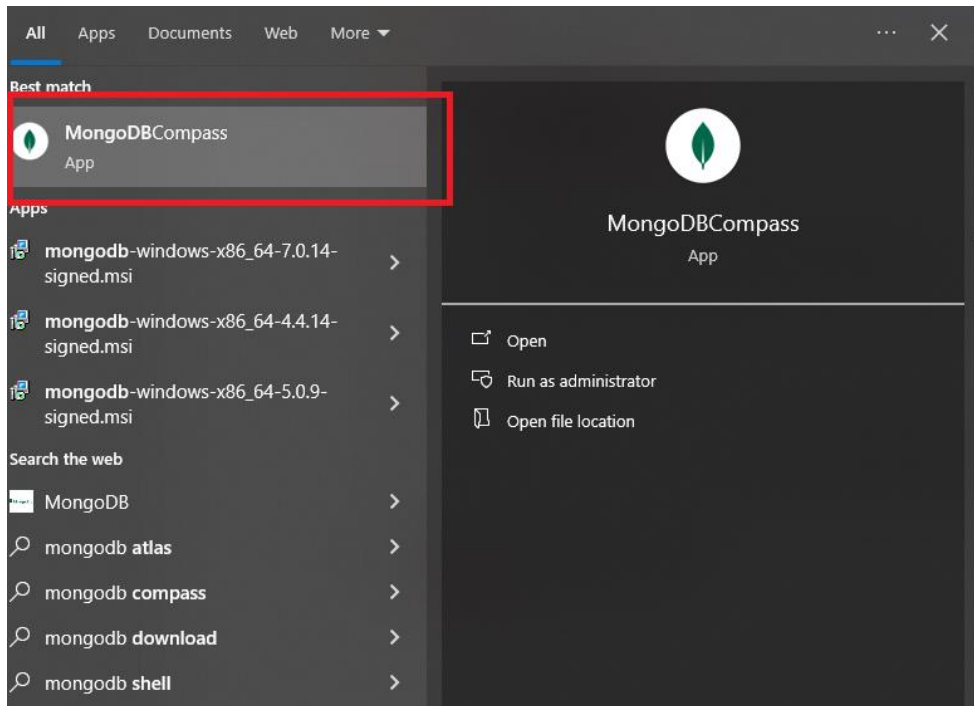 All Apps Documents Web More
Best match
MongoDBCompass
App
Apps
mongodb-windows-x86_64-7.0.14-
signed.msi
mongodb-windows-x86_64-4.4.14-
signed.msi
mongodb-windows-x86_64-5.0.9-
signed.msi
Search the web
MongoDB
mongodb atlas
mongodb compass
mongodb download
mongodb shell
MongoDBCompass
App
Open
Run as administrator
Open file location